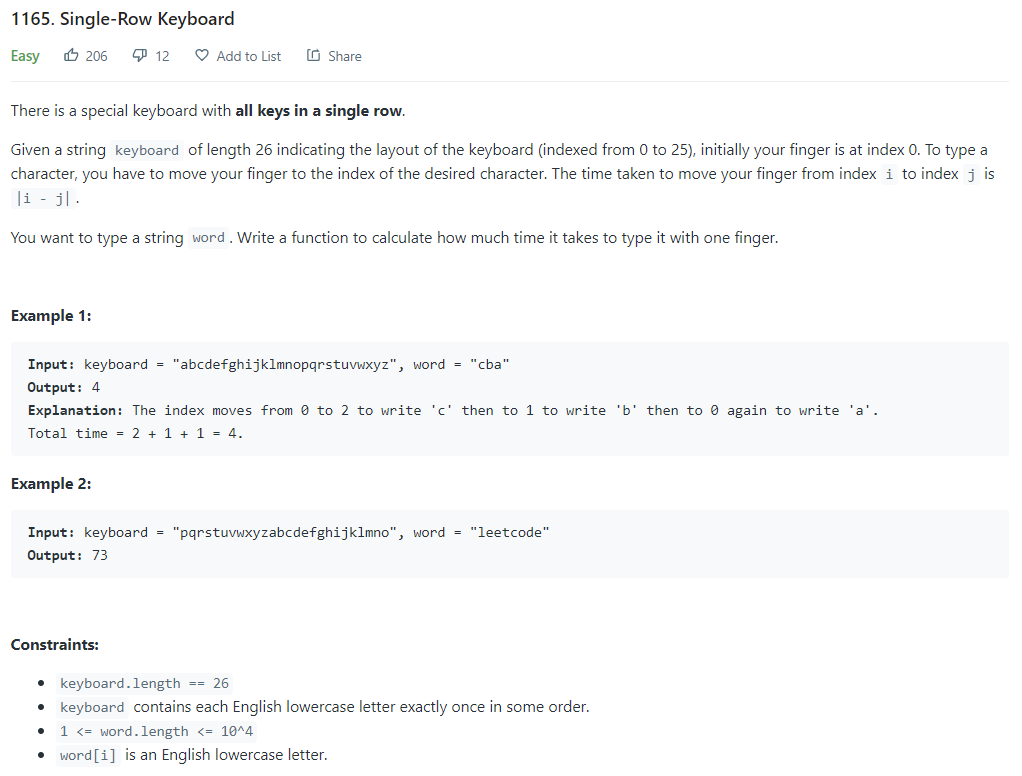 1165. Single-Row Keyboard
Easy 206 12 Add to List Share
There is a special keyboard with all keys in a single row.
Given a string keyboard of length 26 indicating the layout of the keyboard (indexed from 0 to 25), initially your finger is at index 0. To type a
character, you have to move your finger to the index of the desired character. The time taken to move your finger from index i to index j is
|i - j| .
You want to type a string word . Write a function to calculate how much time it takes to type it with one finger.
Example 1:
Input: keyboard = "abcdefghijklmnopqrstuvwxyz", word = "cba"
Output: 4
Explanation: The index moves from 0 to 2 to write 'c' then to 1 to write 'b' then to 0 again to write 'a'.
Total time = 2 + 1 + 1 = 4.
Example 2:
Input: keyboard = "pqrstuvwxyzabcdefghijklmno", word = "leetcode"
Output: 73
Constraints:
• keyboard.length == 26
• keyboard contains each English lowercase letter exactly once in some order.
• 1 <= word.length <= 10^4
• word[i] is an English lowercase letter.